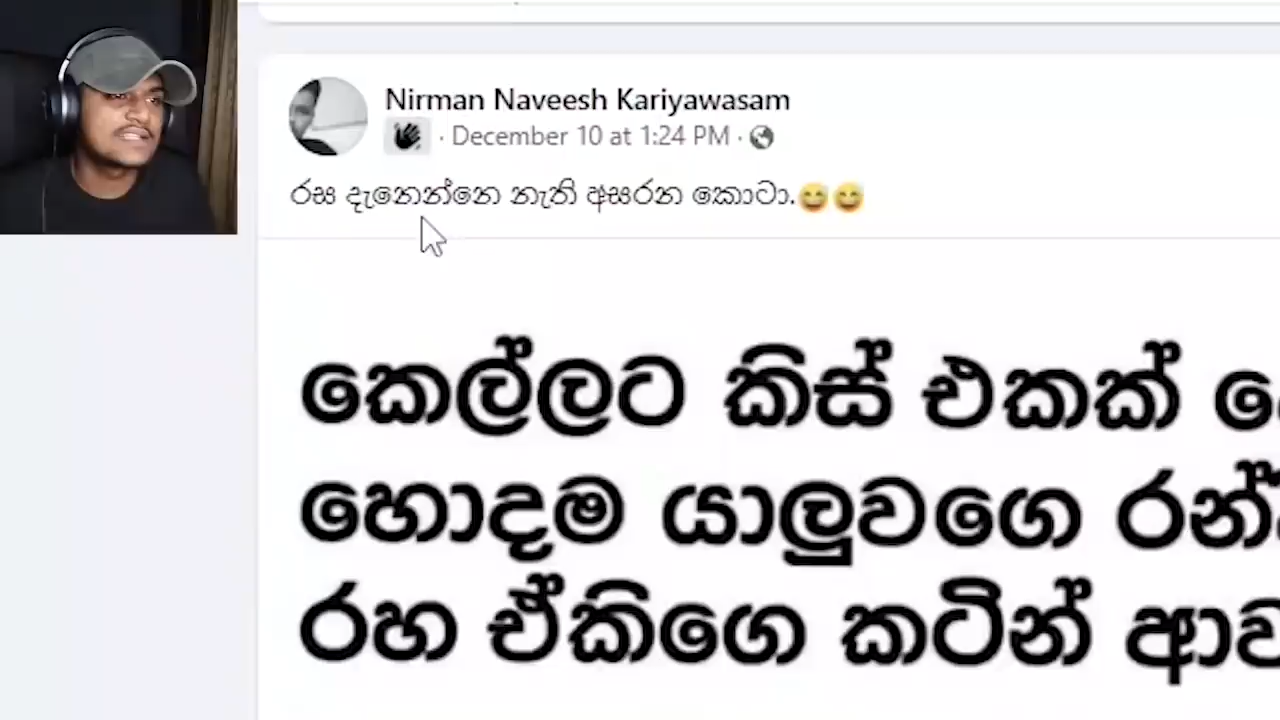 Nirman Naveesh Kariyawasam
· December 10 at 1:24 PM ·
රස දැනෙන්නෙ නැති අසරන කොටා.😅😅
කෙල්ලට කිස් එකක්
හොදම යාලුවගෙ රන්
රහ ඒකිගෙ කටින් ආව